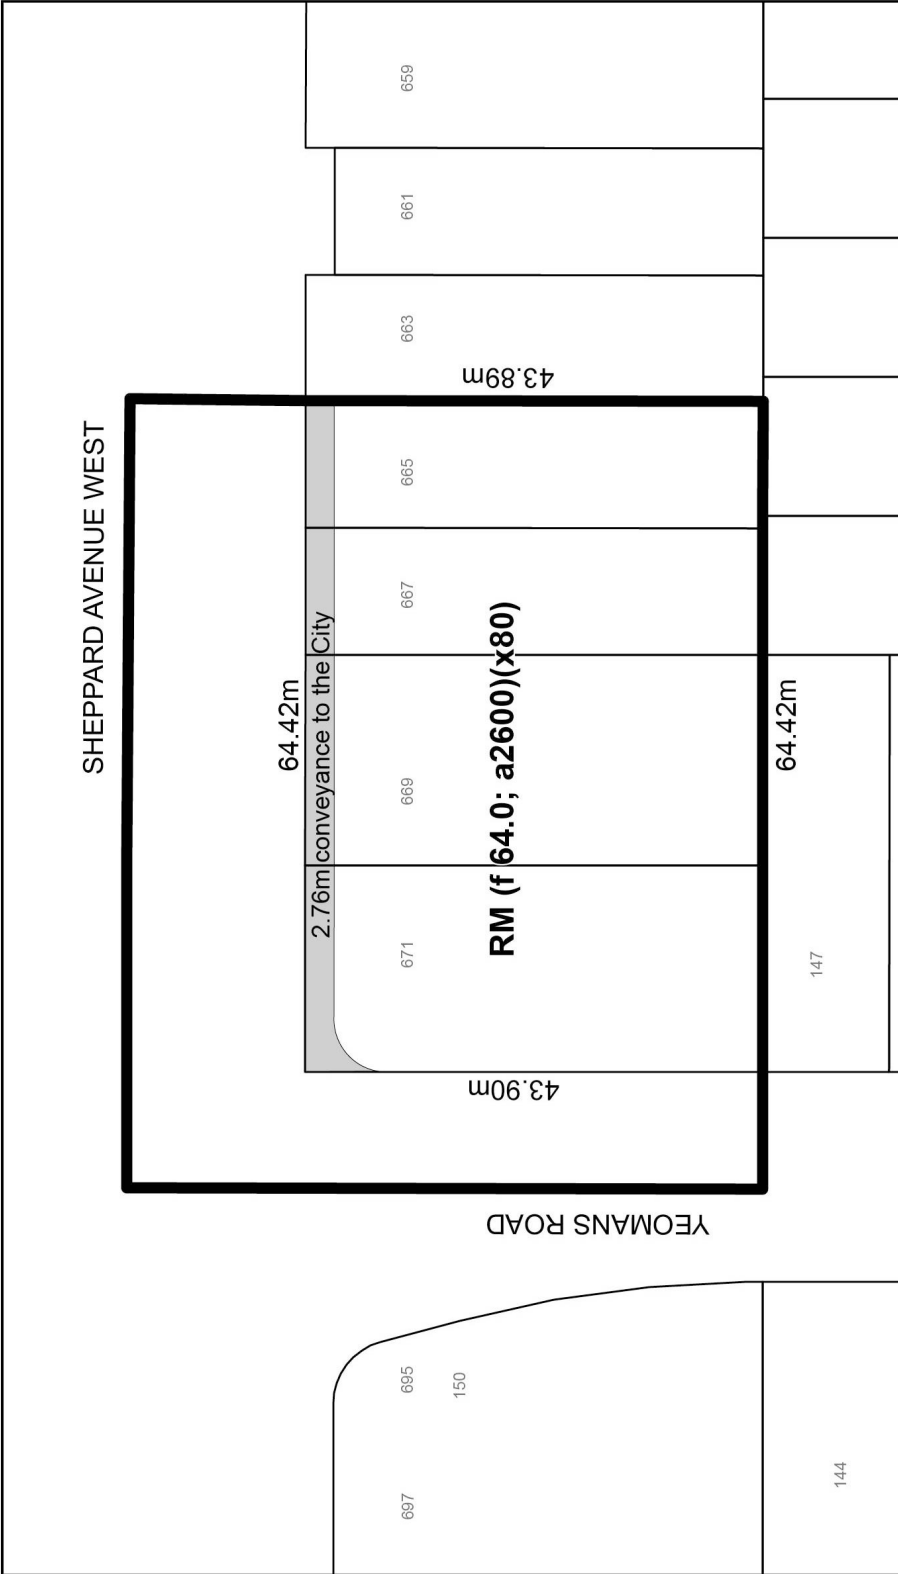 SHEPPARD AVENUE WEST
64.42m
2.76m conveyance to the City
697
695
671
669
667
665
663
661
659
150
43.90m
43.89m
RM (f 64.0; a2600)(x80)
YEOMANS ROAD
64.42m
147
144